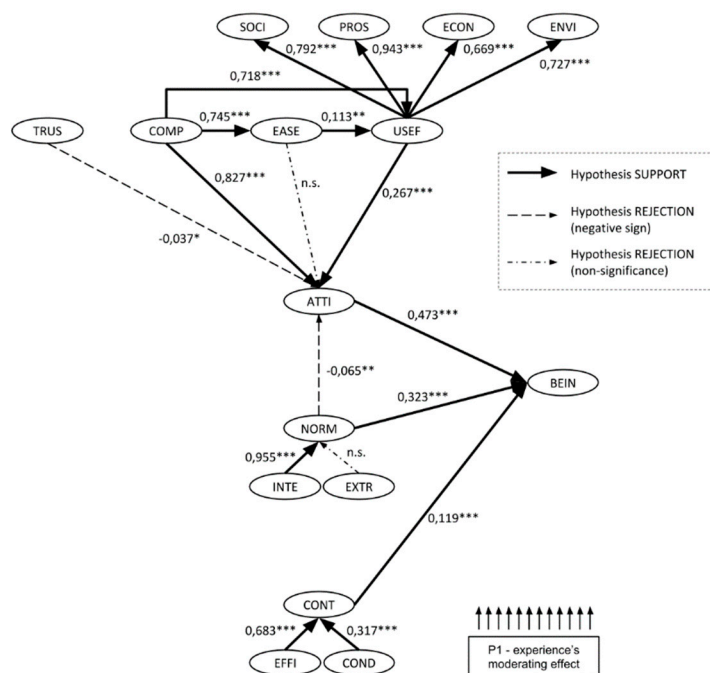 SOCI
PROS
ECON
ENVI
0,792***
0,943***
0,669***
0,727***
0,718***
TRUS
COMP
0,745***
EASE
0,113**
USEF
Hypothesis SUPPORT
Hypothesis REJECTION
(negative sign)
Hypothesis REJECTION
(non-significance)
0,827***
n.s.
0,267***
-0,037*
ATTI
0,473***
-0,065**
BEIN
0,323***
NORM
0,955***
n.s.
INTE
EXTR
0,119***
CONT
0,683***
0,317***
EFFI
COND
P1 - experience's
moderating effect